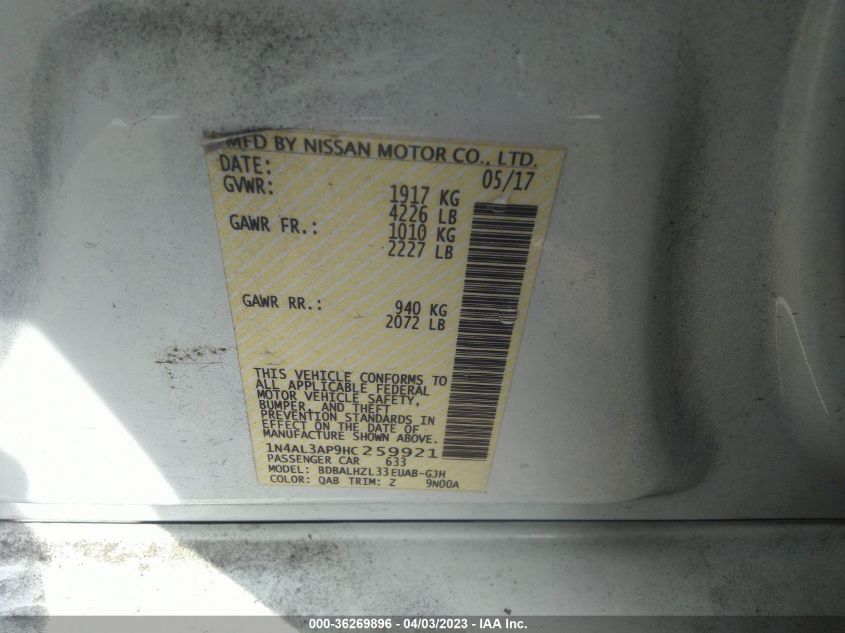 MFD BY NISSAN MOTOR CO., LTD.
DATE: 05/17
GVWR: 1917 KG
4226 LB
GAWR FR.: 1010 KG
2227 LB
GAWR RR.: 940 KG
2072 LB
THIS VEHICLE CONFORMS TO
ALL APPLICABLE FEDERAL
MOTOR VEHICLE SAFETY,
BUMPER, AND THEFT
PREVENTION STANDARDS IN
EFFECT ON THE DATE OF
MANUFACTURE SHOWN ABOVE.
1N4AL3AP9HC259921
PASSENGER CAR 633
MODEL: BDBALHZL33EUAB-GJH
COLOR: QAB TRIM: Z 9N00A
000-36269896 - 04/03/2023 - IAA Inc.